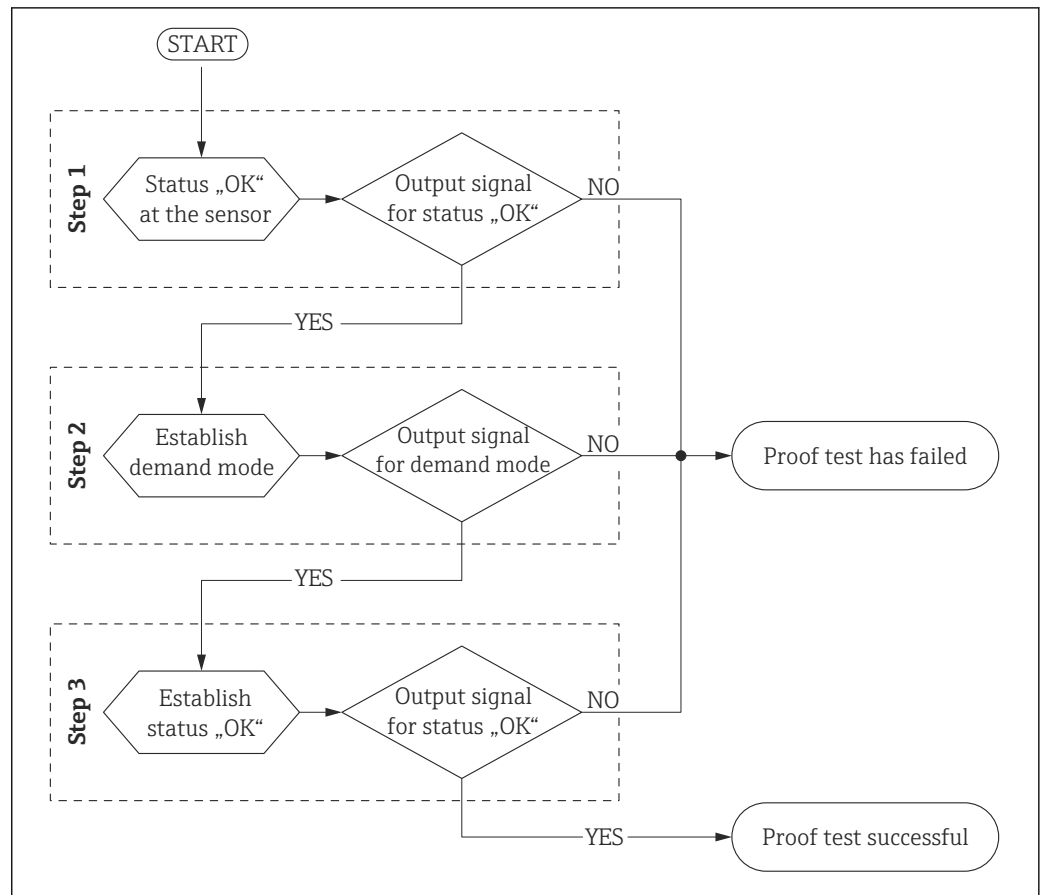 START
Step 1
Status „OK“
at the sensor
Output signal
for status „OK“
NO
YES
Step 2
Establish
demand mode
Output signal
for demand mode
NO
Proof test has failed
YES
Step 3
Establish
status „OK“
Output signal
for status „OK“
NO
YES
Proof test successful